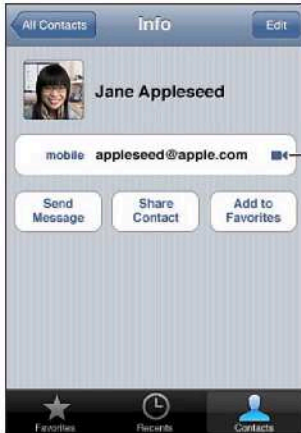 All Contacts Info Edit
Jane Appleseed
mobile appleseed@apple.com
Send Message
Share Contact
Add to Favorites
Favorites Recents Contacts